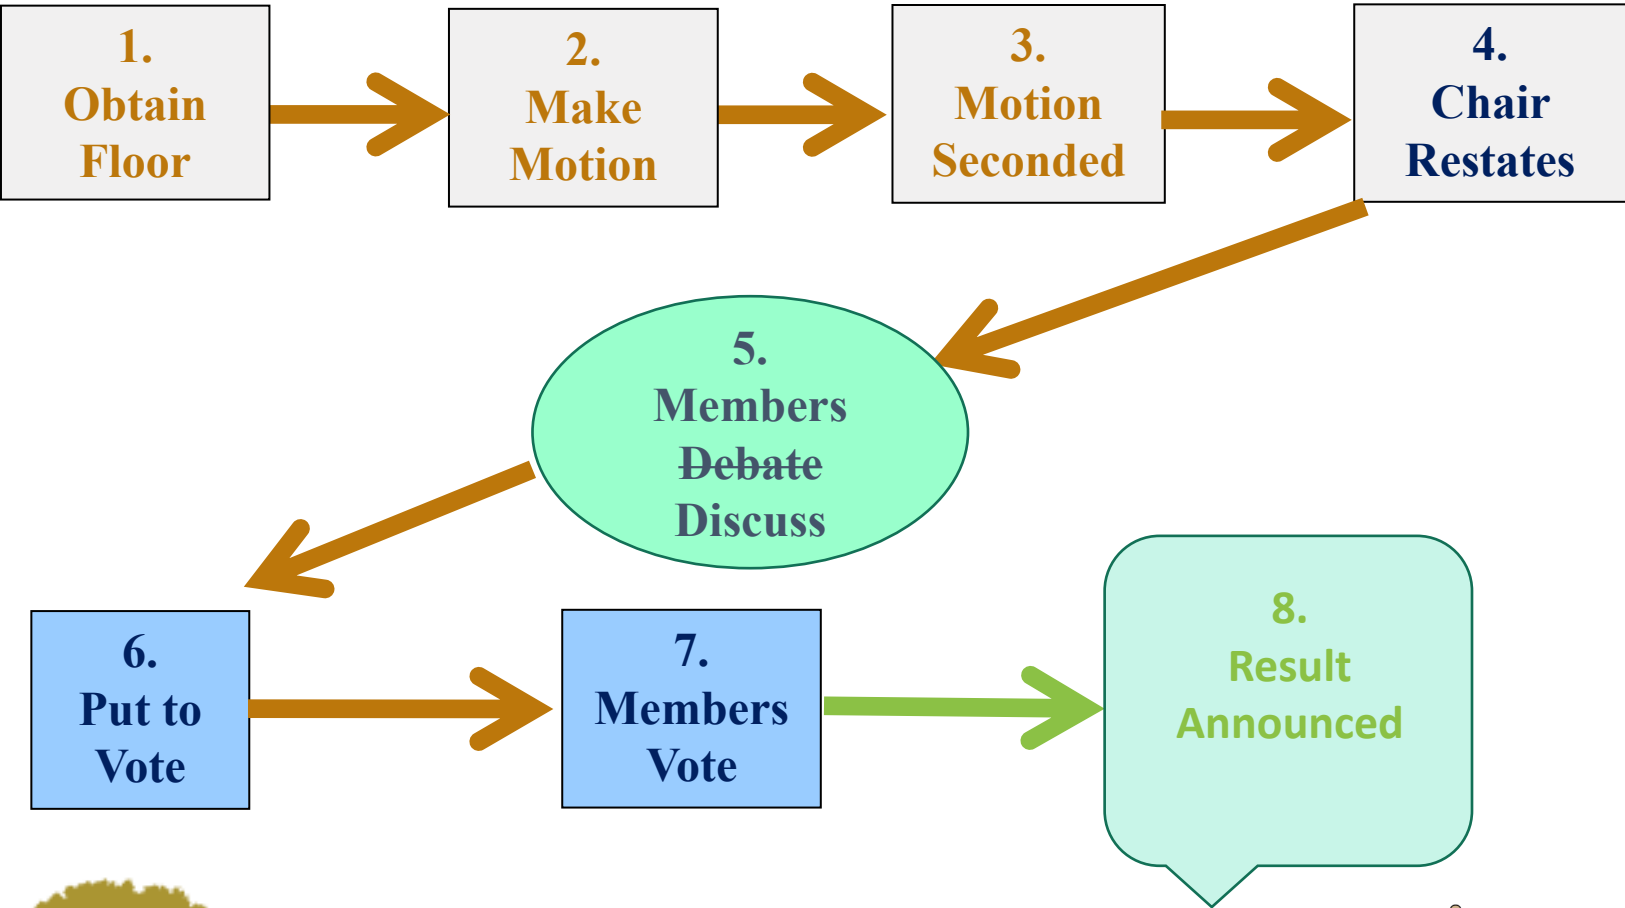 1.
Obtain
Floor
2.
Make
Motion
3.
Motion
Seconded
4.
Chair
Restates
5.
Members
Debate
Discuss
6.
Put to
Vote
7.
Members
Vote
8.
Result
Announced